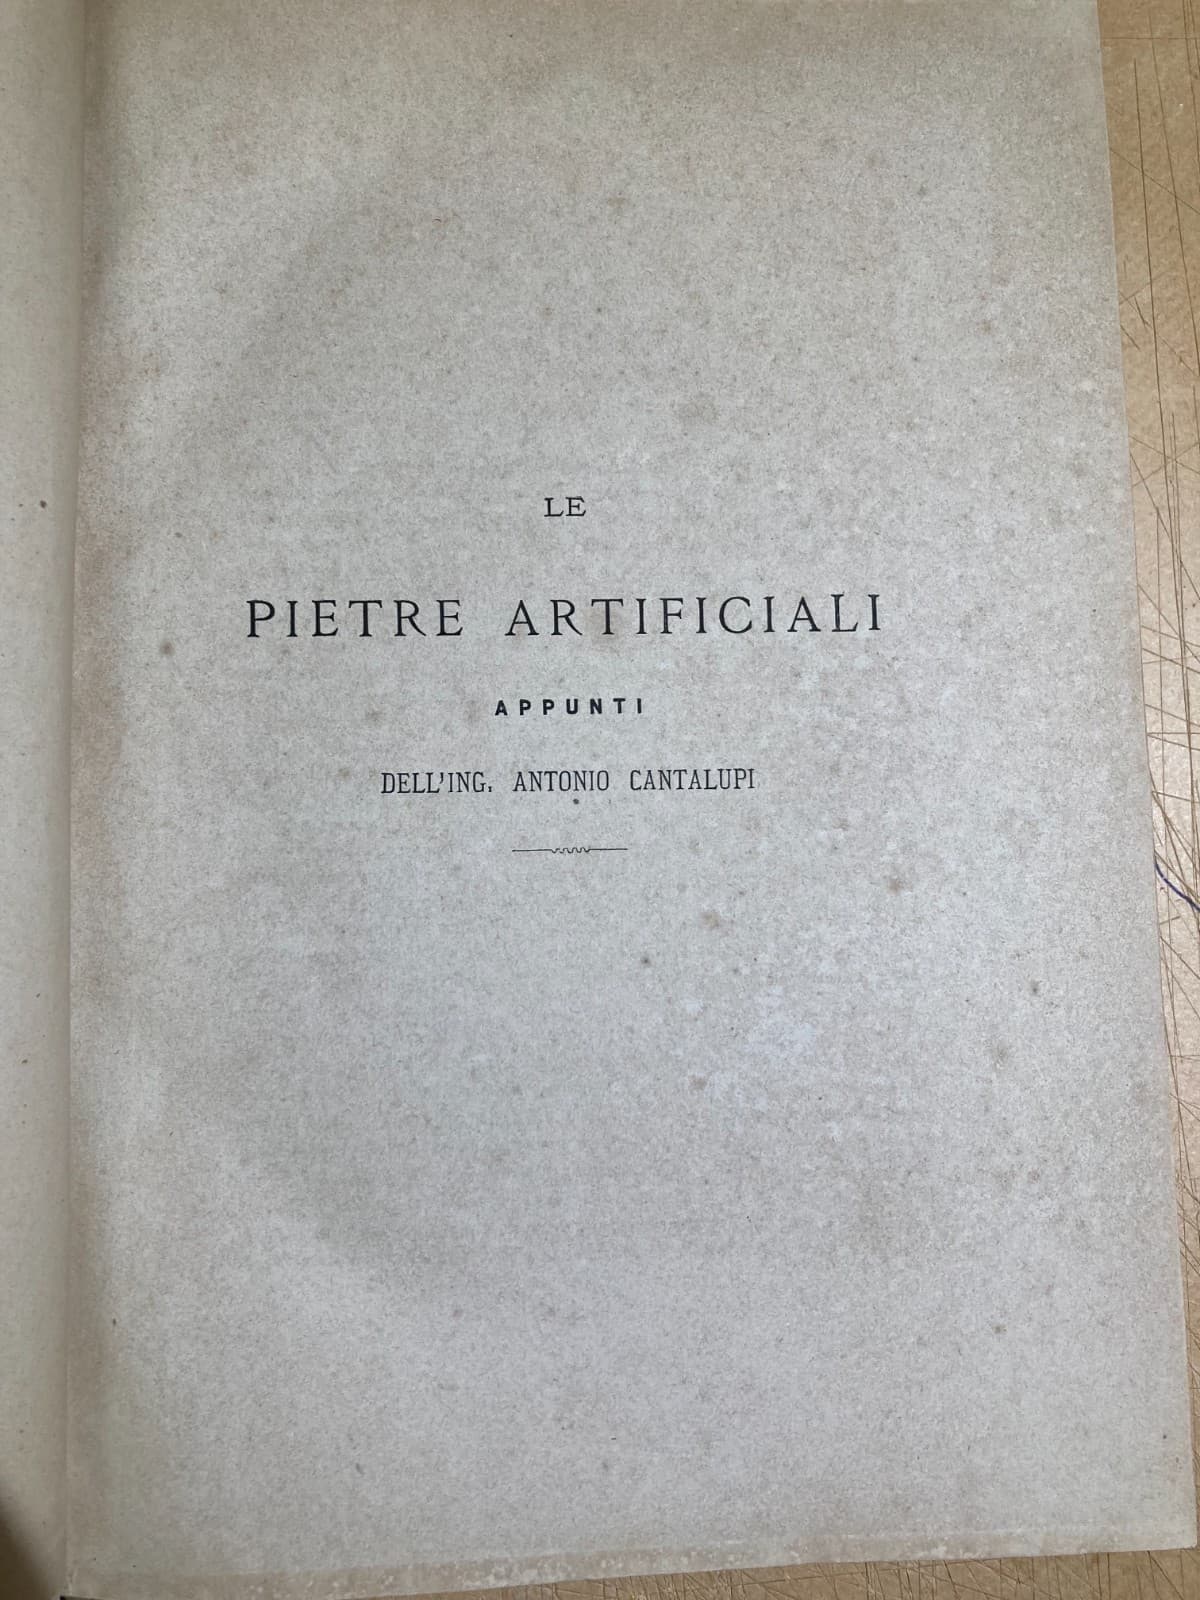 LE
PIETRE ARTIFICIALI
APPUNTI
DELL'ING. ANTONIO CANTALUPI